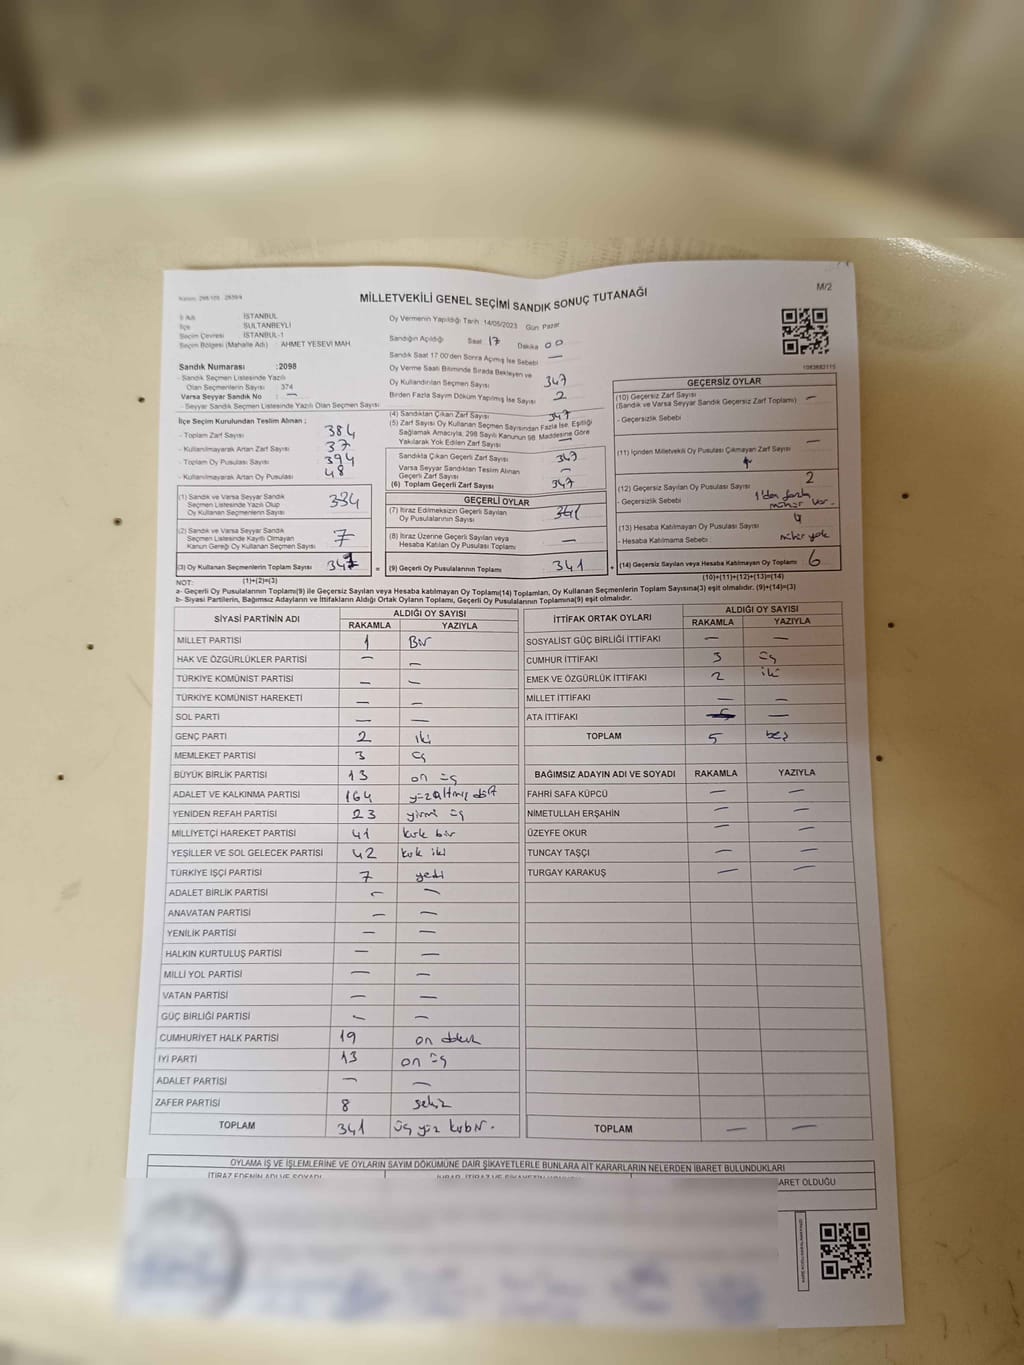 M/2
MİLLETVEKİLİ GENEL SEÇİMİ SANDIK SONUÇ TUTANAĞI
İl Adı : İSTANBUL
İlçe : SULTANBEYLİ
Seçim Çevresi : İSTANBUL-1
Seçim Bölgesi (Mahalle Adı) : AHMET YESEVİ MAH.
Sandık Numarası : 2098
- Sandık Seçmen Listesinde Yazılı
Olan Seçmenlerin Sayısı : 374
Varsa Seyyar Sandık No : —
- Seyyar Sandık Seçmen Listesinde Yazılı Olan Seçmen Sayısı
Oy Vermenin Yapıldığı Tarih 14/05/2023 Gün Pazar
Sandığın Açıldığı Saat 17 Dakika 00
Sandık Saat 17:00'den Sonra Açımış İse Sebebi —
Oy Verme Saati Bitiminde Sırada Bekleyen ve
Oy Kullandırılan Seçmen Sayısı 347
Birden Fazla Sayım Döküm Yapılmış İse Sayısı 2
1083682115
İlçe Seçim Kurulundan Teslim Alınan ;
- Toplam Zarf Sayısı 384
- Kullanılmayarak Artan Zarf Sayısı 37
- Toplam Oy Pusulası Sayısı 394
- Kullanılmayarak Artan Oy Pusulası 48
(1) Sandık ve Varsa Seyyar Sandık
Seçmen Listesinde Yazılı Olup
Oy Kullanan Seçmenlerin Sayısı 334
(2) Sandık ve Varsa Seyyar Sandık
Seçmen Listesinde Kayıtlı Olmayan
Kanun Gereği Oy Kullanan Seçmen Sayısı 7
(3) Oy Kullanan Seçmenlerin Toplam Sayısı 347 =
(4) Sandıktan Çıkan Zarf Sayısı 347
(5) Zarf Sayısı Oy Kullanan Seçmen Sayısından Fazla İse, Eşitliği
Sağlamak Amacıyla, 298 Sayılı Kanunun 98. Maddesine Göre
Yakılarak Yok Edilen Zarf Sayısı —
Sandıkta Çıkan Geçerli Zarf Sayısı 347
Varsa Seyyar Sandıktan Teslim Alınan
Geçerli Zarf Sayısı —
(6) Toplam Geçerli Zarf Sayısı 347
GEÇERLİ OYLAR
(7) İtiraz Edilmeksizin Geçerli Sayılan
Oy Pusulalarının Sayısı 341
(8) İtiraz Üzerine Geçerli Sayılan veya
Hesaba Katılan Oy Pusulaları Toplamı —
(9) Geçerli Oy Pusulalarının Toplamı 341 +
GEÇERSİZ OYLAR
(10) Geçersiz Zarf Sayısı
(Sandık ve Varsa Seyyar Sandık Geçersiz Zarf Toplamı) —
- Geçersizlik Sebebi
(11) İçinden Milletvekili Oy Pusulası Çıkmayan Zarf Sayısı —
(12) Geçersiz Sayılan Oy Pusulası Sayısı 2
- Geçersizlik Sebebi 1'den fazla
mühür var.
(13) Hesaba Katılmayan Oy Pusulası Sayısı 4
- Hesaba Katılmama Sebebi : mühür yok
(14) Geçersiz Sayılan veya Hesaba Katılmayan Oy Toplamı 6
NOT: (1)+(2)=(3) (10)+(11)+(12)+(13)=(14)
a- Geçerli Oy Pusulalarının Toplamı(9) ile Geçersiz Sayılan veya Hesaba katılmayan Oy Toplamı(14) Toplamları, Oy Kullanan Seçmenlerin Toplam Sayısına(3) eşit olmalıdır. (9)+(14)=(3)
b- Siyasi Partilerin, Bağımsız Adayların ve İttifakların Aldığı Ortak Oyların Toplamı, Geçerli Oy Pusulalarının Toplamına(9) eşit olmalıdır.
SİYASİ PARTİNİN ADI ALDIĞI OY SAYISI
RAKAMLA YAZIYLA
MİLLET PARTİSİ 1 Bir
HAK VE ÖZGÜRLÜKLER PARTİSİ — —
TÜRKİYE KOMÜNİST PARTİSİ — —
TÜRKİYE KOMÜNİST HAREKETİ — —
SOL PARTİ — —
GENÇ PARTİ 2 iki
MEMLEKET PARTİSİ 3 üç
BÜYÜK BİRLİK PARTİSİ 13 on üç
ADALET VE KALKINMA PARTİSİ 164 yüzaltmış dört
YENİDEN REFAH PARTİSİ 23 yirmi üç
MİLLİYETÇİ HAREKET PARTİSİ 41 kırk bir
YEŞİLLER VE SOL GELECEK PARTİSİ 42 kırk iki
TÜRKİYE İŞÇİ PARTİSİ 7 yedi
ADALET BİRLİK PARTİSİ — —
ANAVATAN PARTİSİ — —
YENİLİK PARTİSİ — —
HALKIN KURTULUŞ PARTİSİ — —
MİLLİ YOL PARTİSİ — —
VATAN PARTİSİ — —
GÜÇ BİRLİĞİ PARTİSİ — —
CUMHURİYET HALK PARTİSİ 19 on dokuz
İYİ PARTİ 13 on üç
ADALET PARTİSİ — —
ZAFER PARTİSİ 8 sekiz
TOPLAM 341 üç yüz kırkbir.
İTTİFAK ORTAK OYLARI ALDIĞI OY SAYISI
RAKAMLA YAZIYLA
SOSYALİST GÜÇ BİRLİĞİ İTTİFAKI — —
CUMHUR İTTİFAKI 3 üç
EMEK VE ÖZGÜRLÜK İTTİFAKI 2 iki
MİLLET İTTİFAKI — —
ATA İTTİFAKI — —
TOPLAM 5 beş
BAĞIMSIZ ADAYIN ADI VE SOYADI RAKAMLA YAZIYLA
FAHRİ SAFA KÜPCÜ — —
NİMETULLAH ERŞAHİN — —
ÜZEYFE OKUR — —
TUNCAY TAŞÇI — —
TURGAY KARAKUŞ — —
TOPLAM — —
OYLAMA İŞ VE İŞLEMLERİNE VE OYLARIN SAYIM DÖKÜMÜNE DAİR ŞİKAYETLERLE BUNLARA AİT KARARLARIN NELERDEN İBARET BULUNDUKLARI
İTİRAZ EDENİN ADI VE SOYADI
BARET OLDUĞU